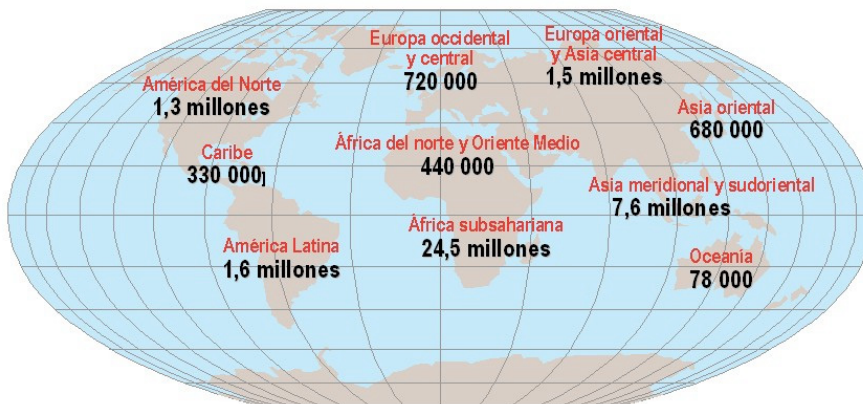 Europa occidental
y central
720 000
Europa oriental
y Asia central
1,5 millones
América del Norte
1,3 millones
Asia oriental
680 000
Caribe
330 000]
África del norte y Oriente Medio
440 000
Asia meridional y sudoriental
7,6 millones
África subsahariana
24,5 millones
América Latina
1,6 millones
Oceanía
78 000